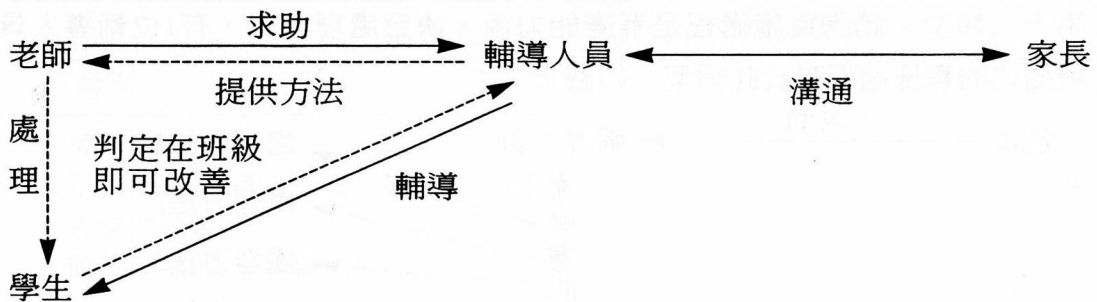 求助
老師
輔導人員
家長
提供方法
溝通
處理
判定在班級
即可改善
輔導
學生